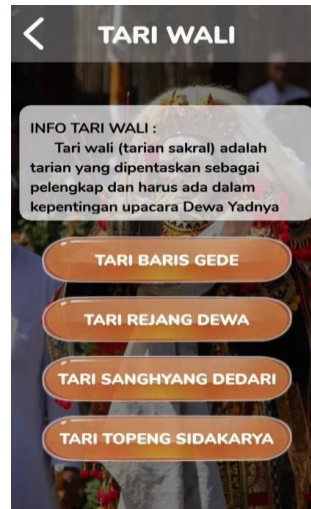 TARI WALI
INFO TARI WALI :
Tari wali (tarian sakral) adalah
tarian yang dipentaskan sebagai
pelengkap dan harus ada dalam
kepentingan upacara Dewa Yadnya
TARI BARIS GEDE
TARI REJANG DEWA
TARI SANGHYANG DEDARI
TARI TOPENG SIDAKARYA